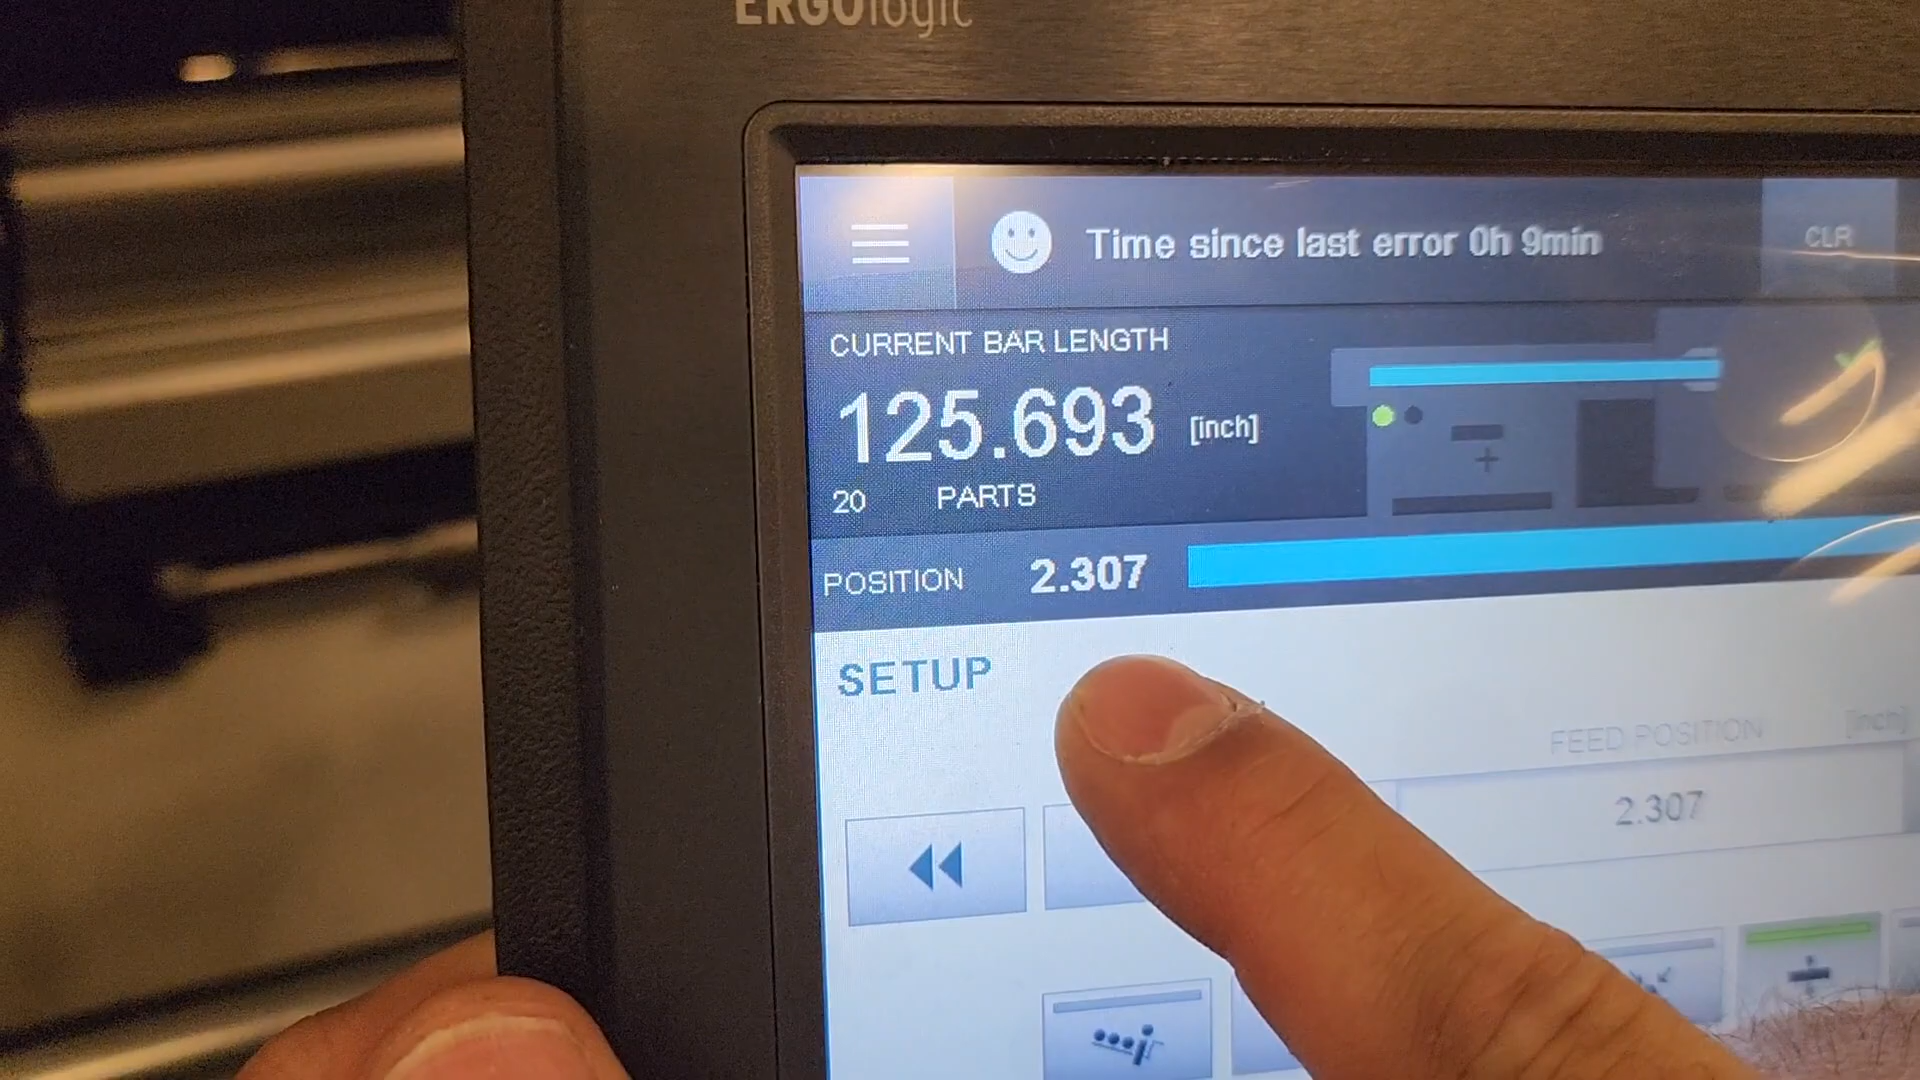 ERGOlogic
Time since last error 0h 9min
CLR
CURRENT BAR LENGTH
125.693 [inch]
20 PARTS
POSITION 2.307
SETUP
FEED POSITION [inch]
2.307